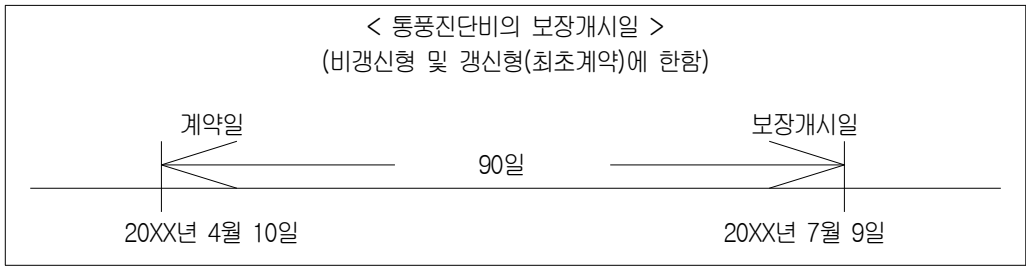 < 통풍진단비의 보장개시일 >
(비갱신형 및 갱신형(최초계약)에 한함)
계약일 보장개시일
90일
20XX년 4월 10일 20XX년 7월 9일